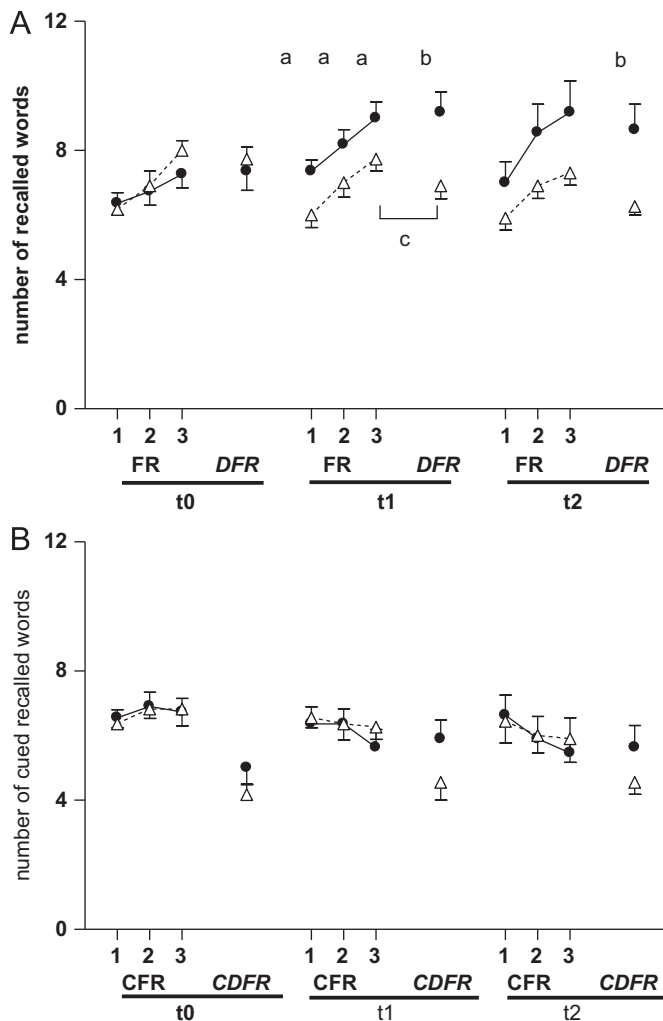 A
12
a a a b b
number of recalled words
8
c
4
0
1 2 3 1 2 3 1 2 3
FR DFR FR DFR FR DFR
t0 t1 t2
B
12
number of cued recalled words
8
4
0
1 2 3 1 2 3 1 2 3
CFR CDFR CFR CDFR CFR CDFR
t0 t1 t2